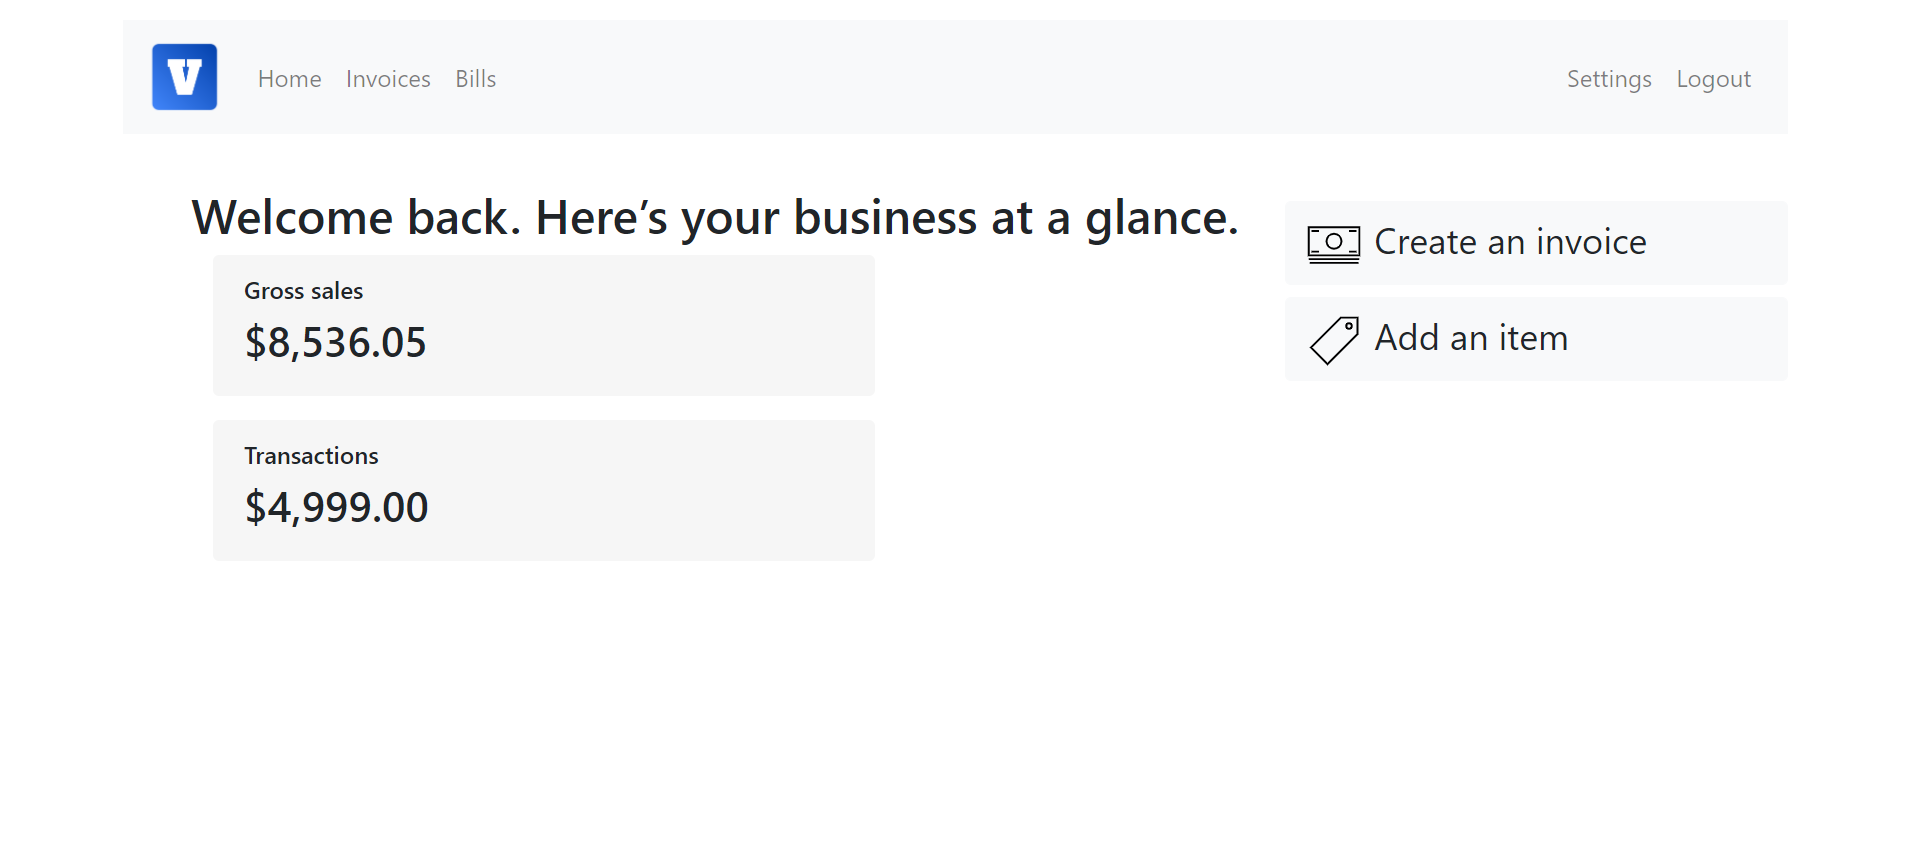 V
Home Invoices Bills
Settings Logout
Welcome back. Here’s your business at a glance.
Gross sales
$8,536.05
Transactions
$4,999.00
Create an invoice
Add an item